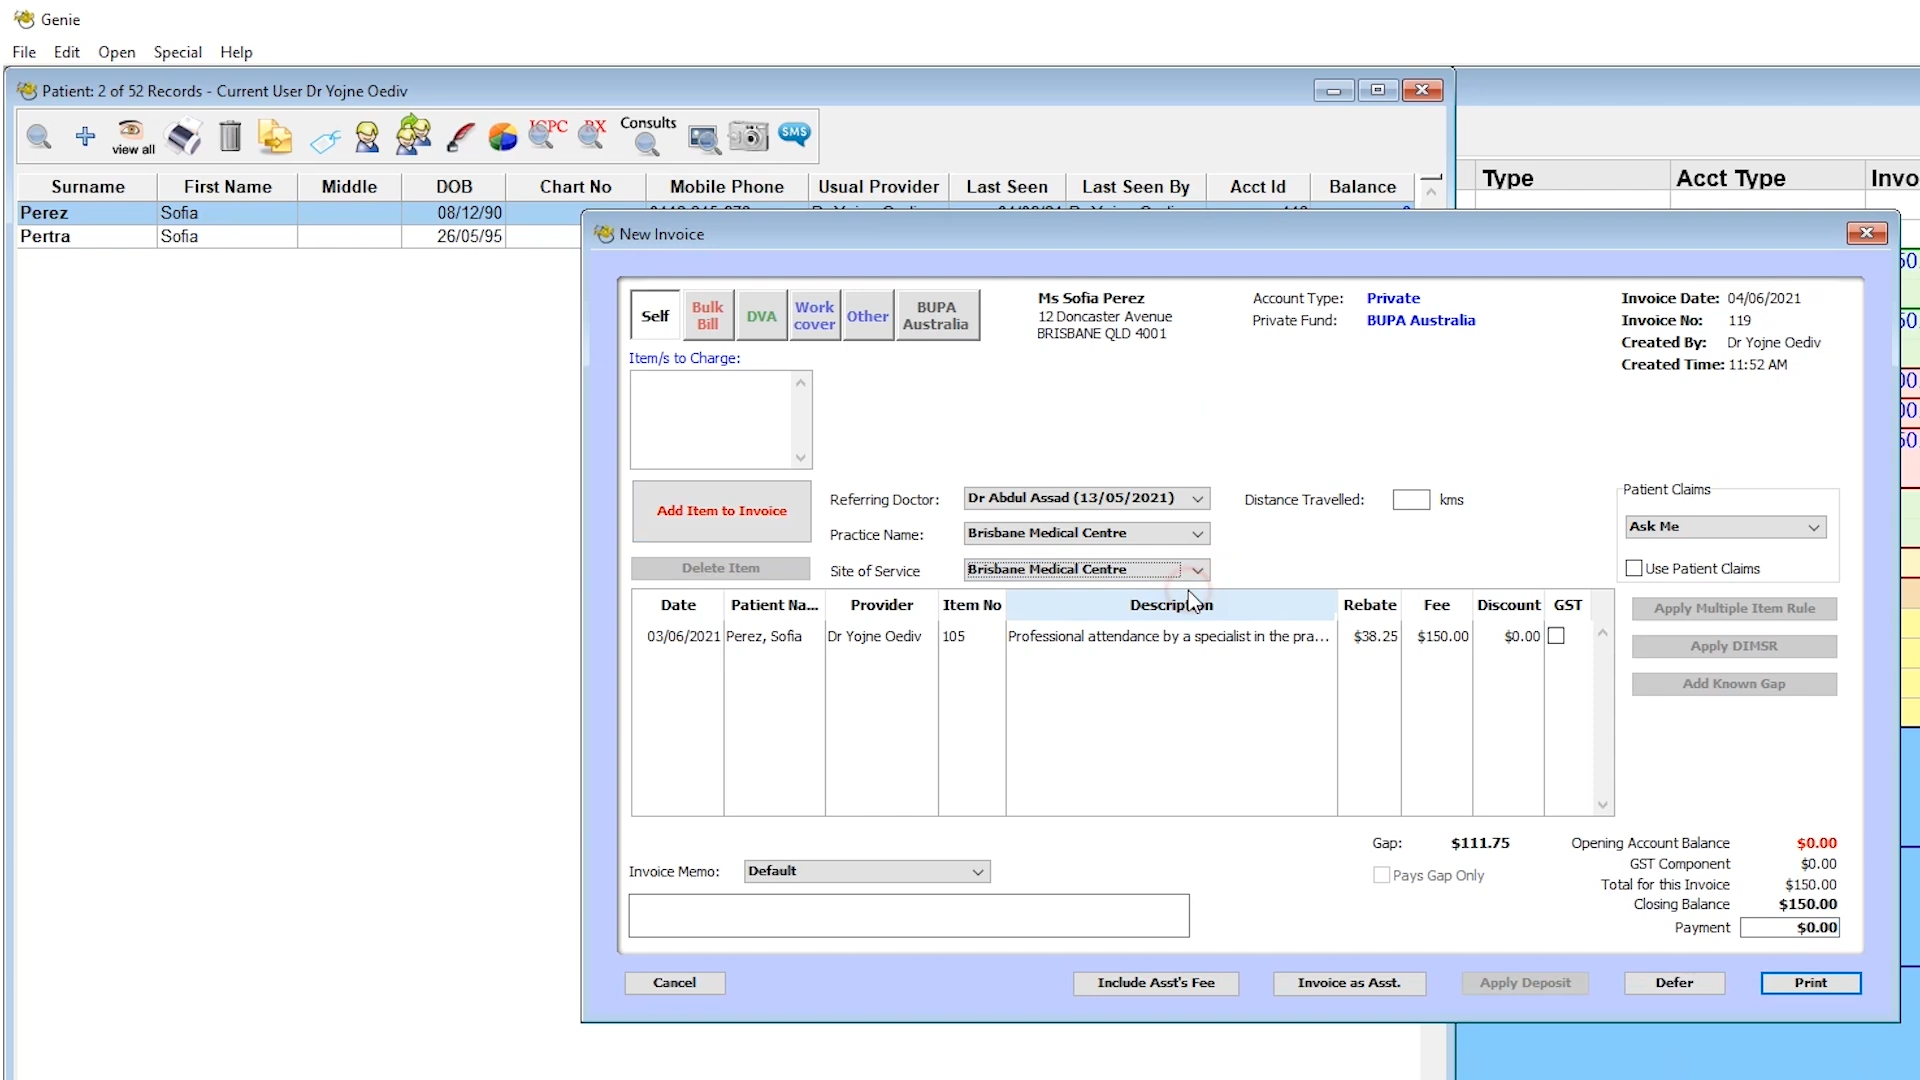 Genie
File Edit Open Special Help
Patient: 2 of 52 Records - Current User Dr Yojne Oediv
view all ICPC RX Consults SMS
Surname First Name Middle DOB Chart No Mobile Phone Usual Provider Last Seen Last Seen By Acct Id Balance
Type Acct Type Invo
Perez Sofia 08/12/90
Pertra Sofia 26/05/95
New Invoice
Self Bulk Bill DVA Work cover Other BUPA Australia
Ms Sofia Perez
12 Doncaster Avenue
BRISBANE QLD 4001
Account Type: Private
Private Fund: BUPA Australia
Invoice Date: 04/06/2021
Invoice No: 119
Created By: Dr Yojne Oediv
Created Time: 11:52 AM
Item/s to Charge:
Add Item to Invoice
Delete Item
Referring Doctor: Dr Abdul Assad (13/05/2021)
Distance Travelled: kms
Practice Name: Brisbane Medical Centre
Site of Service Brisbane Medical Centre
Patient Claims
Ask Me
Use Patient Claims
Date Patient Na... Provider Item No Description Rebate Fee Discount GST
03/06/2021 Perez, Sofia Dr Yojne Oediv 105 Professional attendance by a specialist in the pra... $38.25 $150.00 $0.00
Apply Multiple Item Rule
Apply DIMSR
Add Known Gap
Gap: $111.75
Pays Gap Only
Opening Account Balance $0.00
GST Component $0.00
Total for this Invoice $150.00
Closing Balance $150.00
Payment $0.00
Invoice Memo: Default
Cancel Include Asst's Fee Invoice as Asst. Apply Deposit Defer Print